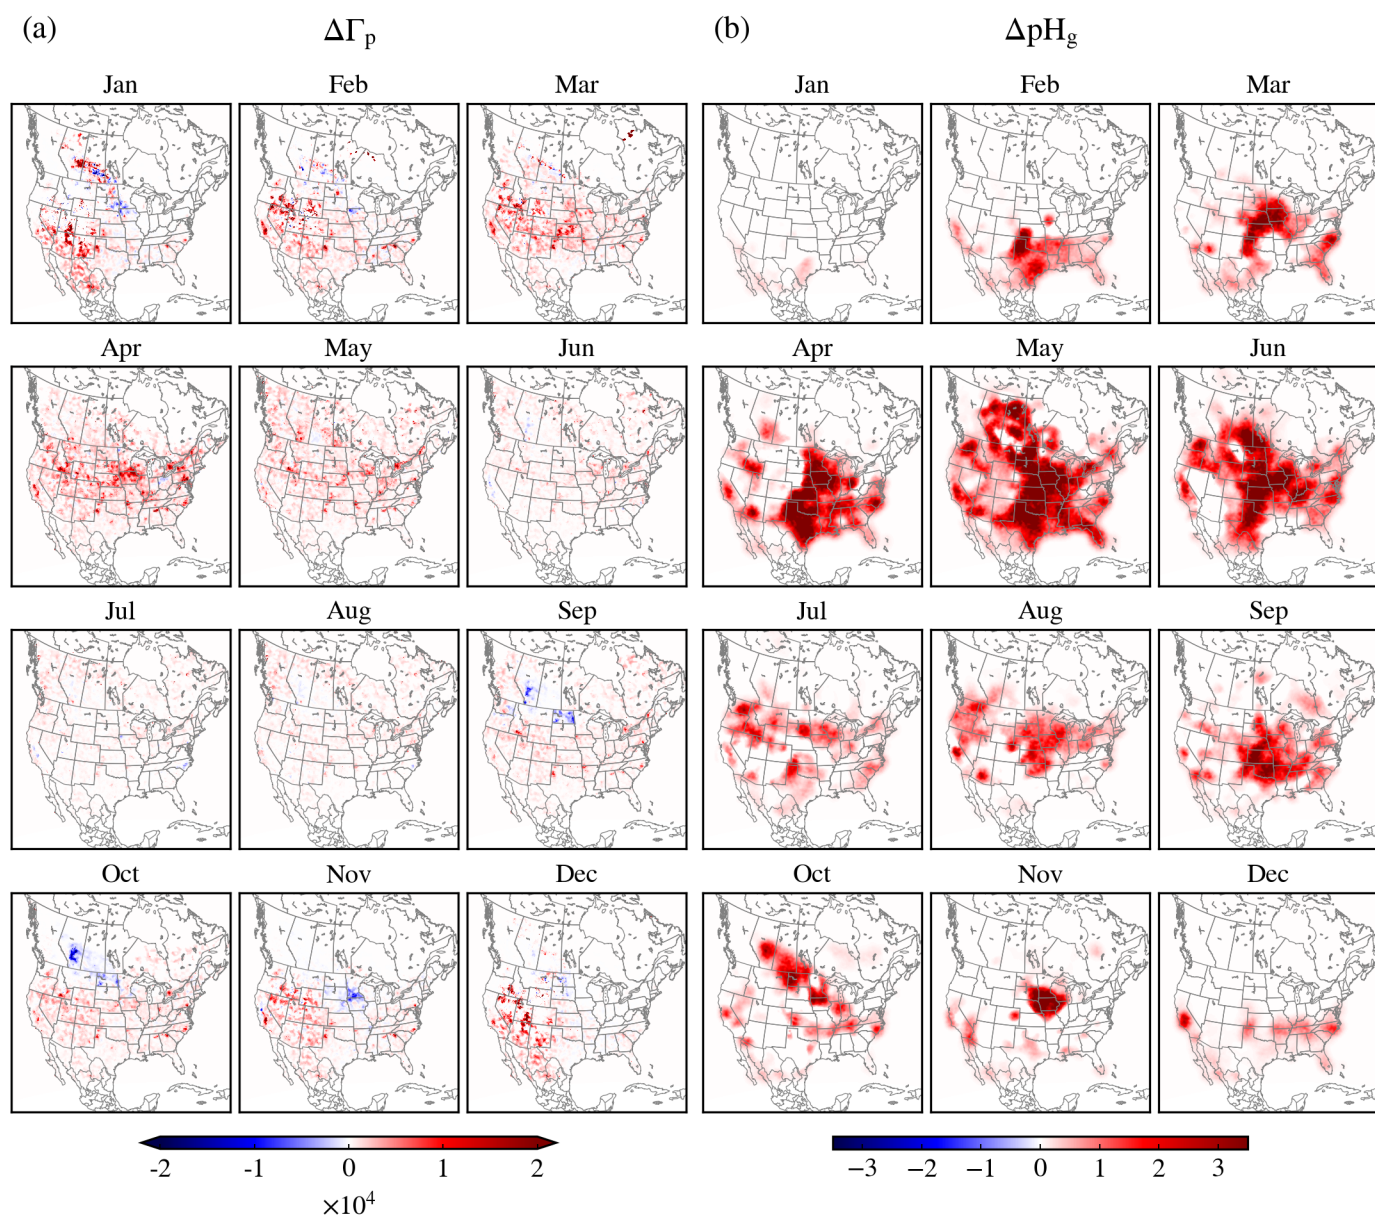 (a) ΔΓp (b) ΔpHg
Jan Feb Mar Jan Feb Mar
Apr May Jun Apr May Jun
Jul Aug Sep Jul Aug Sep
Oct Nov Dec Oct Nov Dec
-2 -1 0 1 2 −3 −2 −1 0 1 2 3
×10⁴